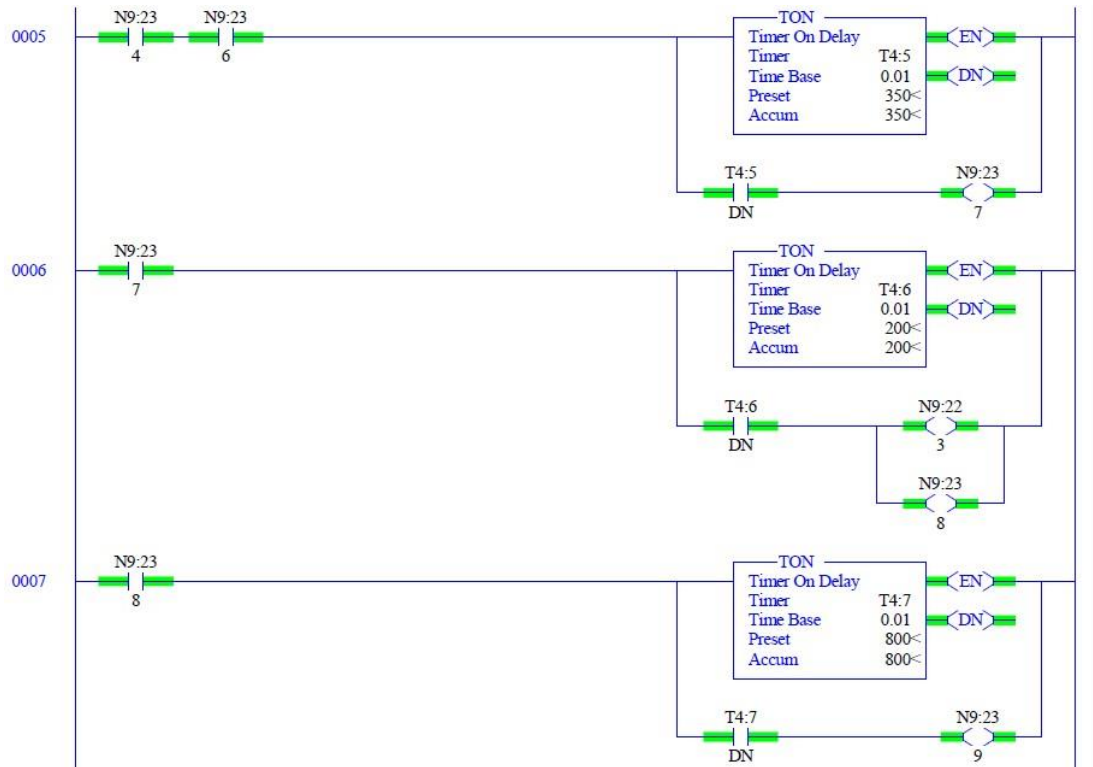 N9:23 N9:23 TON
0005 Timer On Delay EN
4 6 Timer T4:5
Time Base 0.01 DN
Preset 350<
Accum 350<
T4:5 N9:23
DN 7
N9:23 TON
0006 Timer On Delay EN
7 Timer T4:6
Time Base 0.01 DN
Preset 200<
Accum 200<
T4:6 N9:22
DN 3
N9:23
8
N9:23 TON
0007 Timer On Delay EN
8 Timer T4:7
Time Base 0.01 DN
Preset 800<
Accum 800<
T4:7 N9:23
DN 9